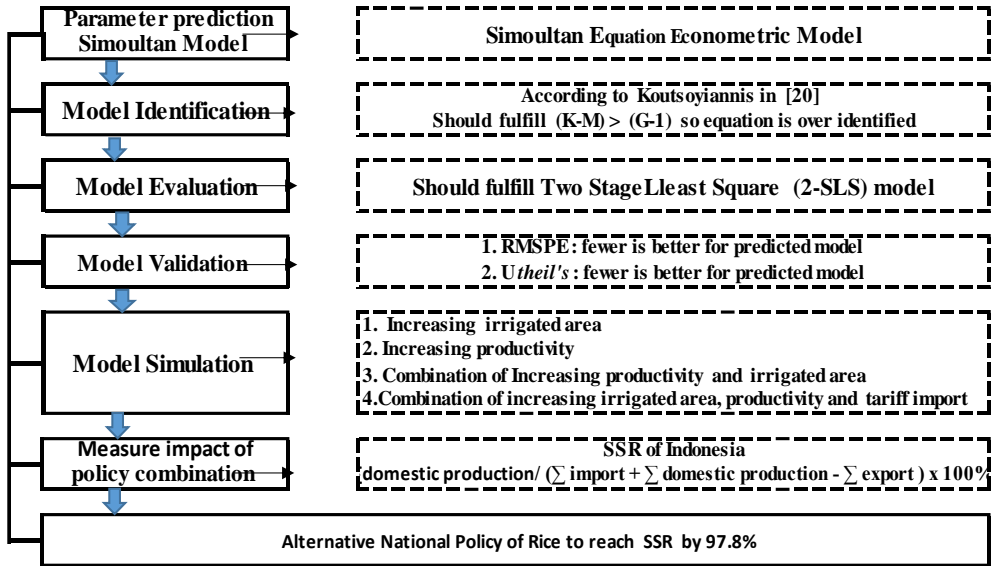 Parameter prediction
Simoultan Model
Simoultan Equation Econometric Model
Model Identification
According to Koutsoyiannis in [20]
Should fulfill (K-M) > (G-1) so equation is over identified
Model Evaluation
Should fulfill Two Stage Lleast Square (2-SLS) model
Model Validation
1. RMSPE : fewer is better for predicted model
2. Utheil's : fewer is better for predicted model
Model Simulation
1. Increasing irrigated area
2. Increasing productivity
3. Combination of Increasing productivity and irrigated area
4.Combination of increasing irrigated area, productivity and tariff import
Measure impact of
policy combination
SSR of Indonesia
domestic production/ (∑ import + ∑ domestic production - ∑ export ) x 100%
Alternative National Policy of Rice to reach SSR by 97.8%